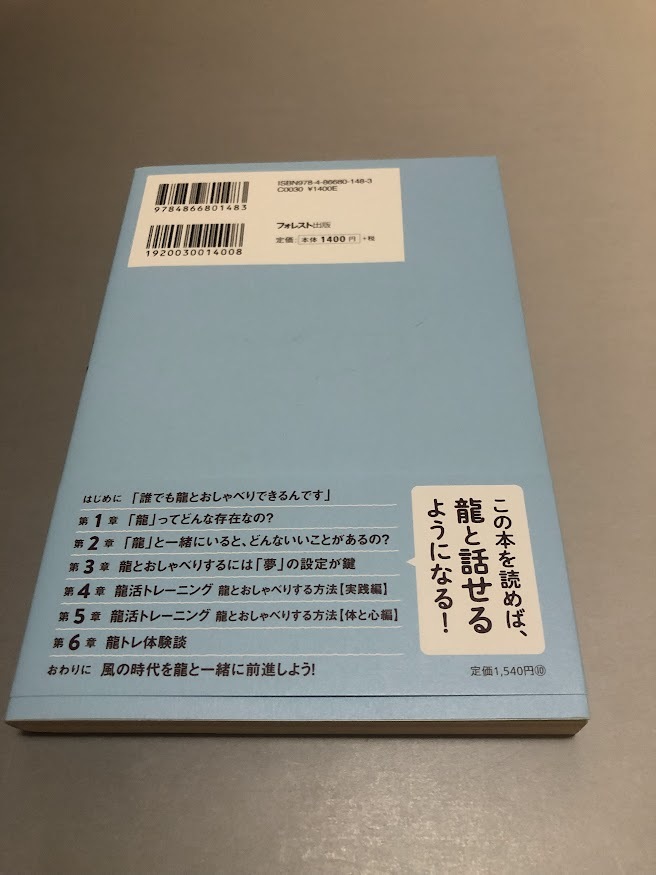 ISBN978-4-86680-148-3
C0030 ¥1400E
9784866801483
フォレスト出版
定価：本体1400円 +税
1920030014008
はじめに 「誰でも龍とおしゃべりできるんです」
第1章 「龍」ってどんな存在なの？
第2章 「龍」と一緒にいると、どんないいことがあるの？
第3章 龍とおしゃべりするには「夢」の設定が鍵
第4章 龍活トレーニング 龍とおしゃべりする方法【実践編】
第5章 龍活トレーニング 龍とおしゃべりする方法【体と心編】
第6章 龍トレ体験談
おわりに 風の時代を龍と一緒に前進しよう！
この本を読めば、
龍と話せる
ようになる！
定価1,540円⑩